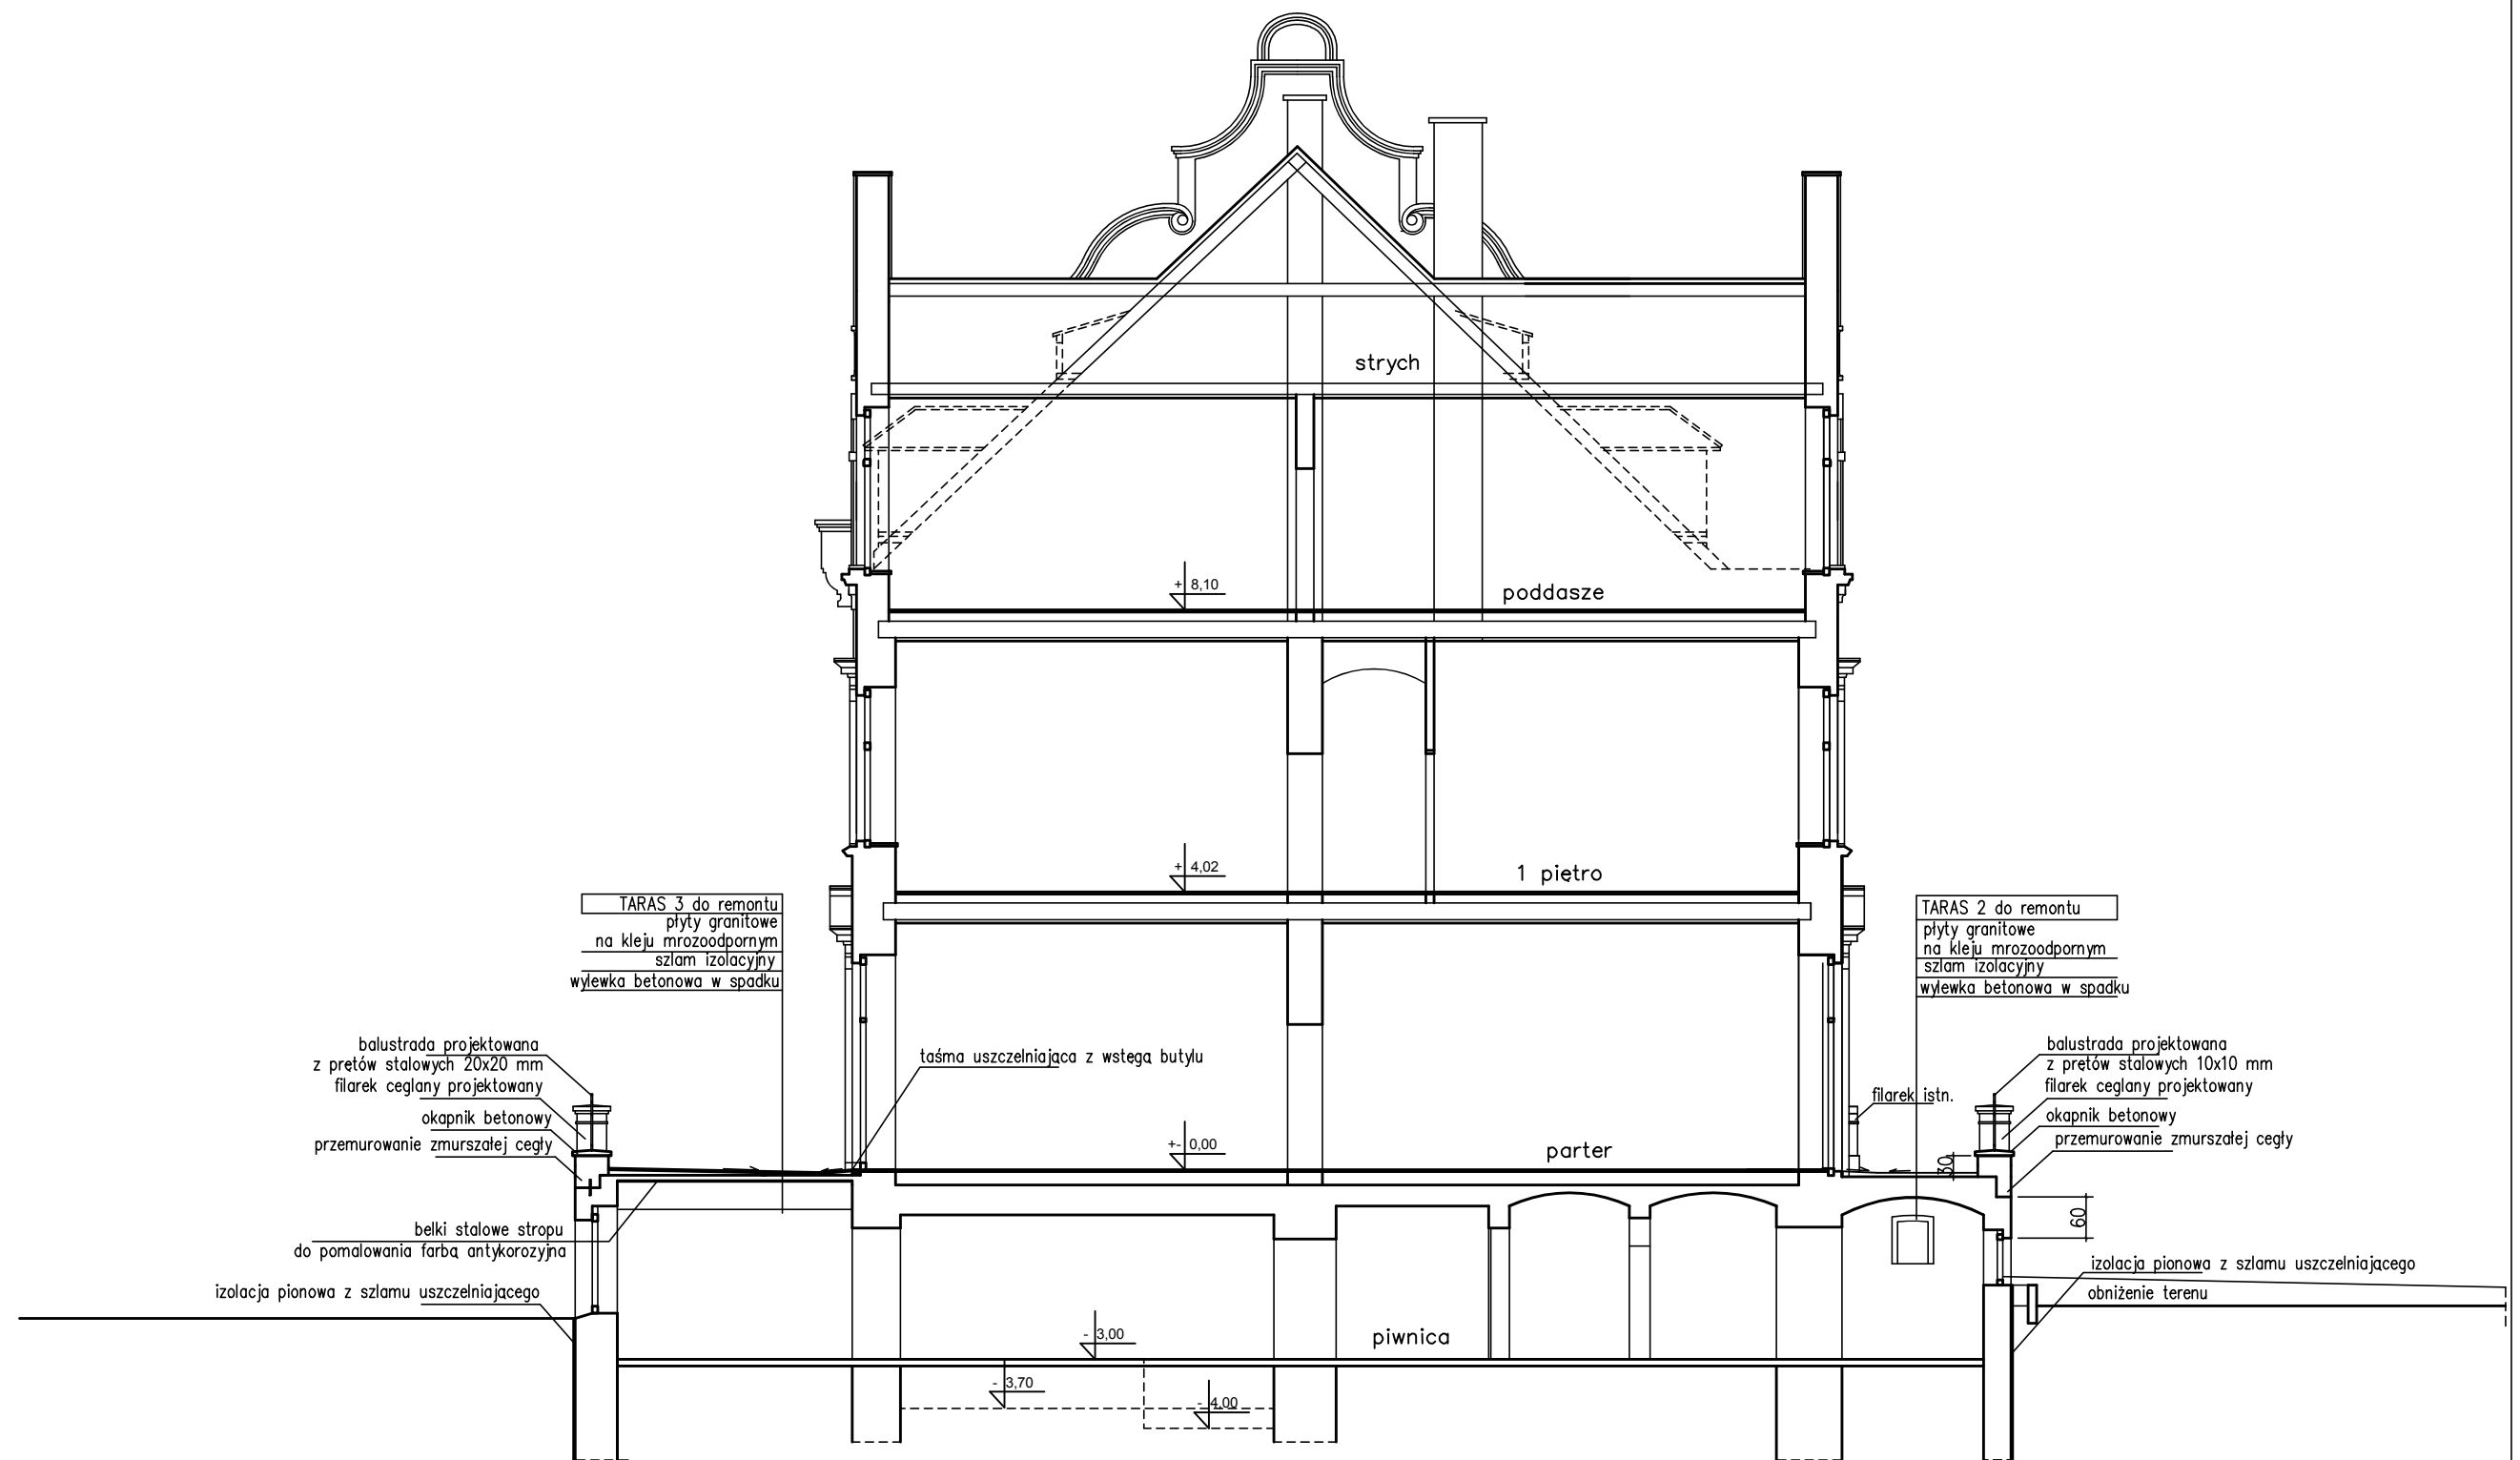 strych
+ 8,10
poddasze
+ 4,02
1 piętro
TARAS 3 do remontu
płyty granitowe
na kleju mrozoodpornym
szlam izolacyjny
wylewka betonowa w spadku
TARAS 2 do remontu
płyty granitowe
na kleju mrozoodpornym
szlam izolacyjny
wylewka betonowa w spadku
balustrada projektowana
z prętów stalowych 20x20 mm
filarek ceglany projektowany
okapnik betonowy
przemurowanie zmurszałej cegły
taśma uszczelniająca z wstęgą butylu
filarek istn.
balustrada projektowana
z prętów stalowych 10x10 mm
filarek ceglany projektowany
okapnik betonowy
przemurowanie zmurszałej cegły
+- 0,00
parter
30
60
belki stalowe stropu
do pomalowania farbą antykorozyjna
izolacja pionowa z szlamu uszczelniającego
izolacja pionowa z szlamu uszczelniającego
obniżenie terenu
- 3,00
piwnica
- 3,70
- 4,00